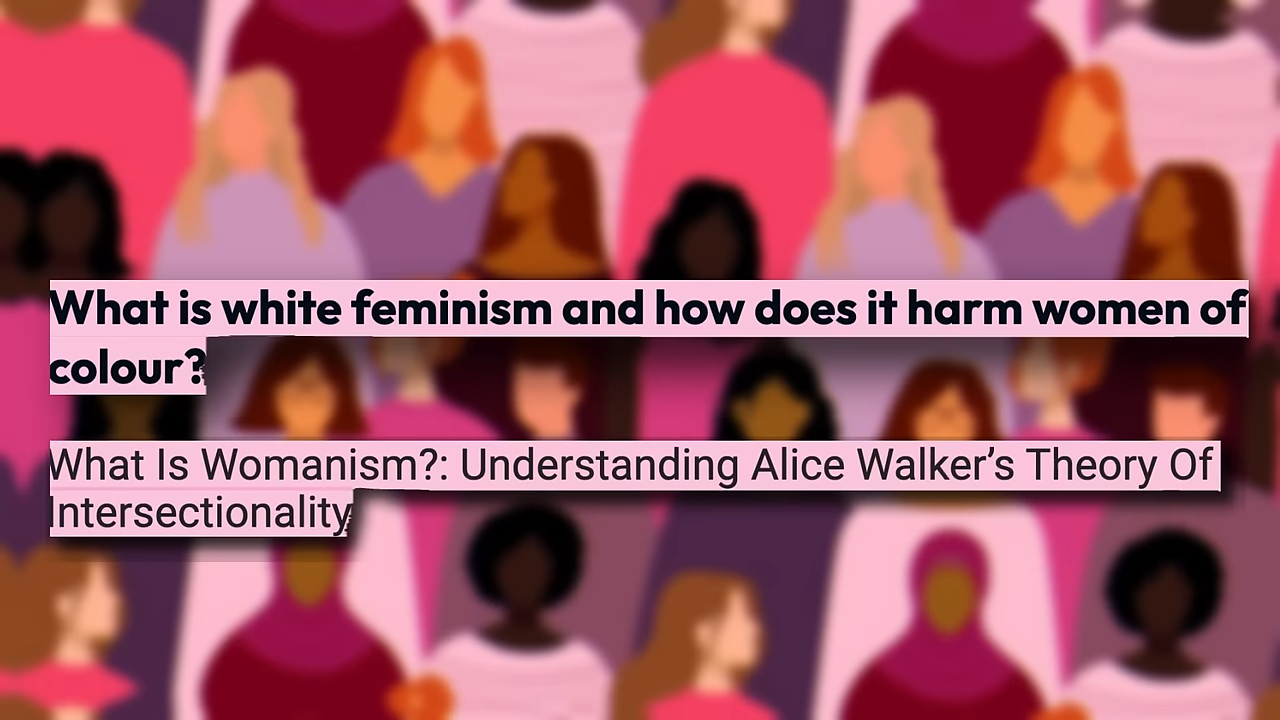 What is white feminism and how does it harm women of
colour?
What Is Womanism?: Understanding Alice Walker’s Theory Of
Intersectionality